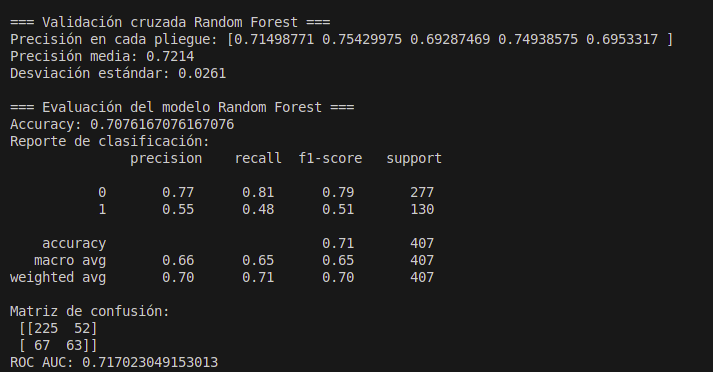 === Validación cruzada Random Forest ===
Precisión en cada pliegue: [0.71498771 0.75429975 0.69287469 0.74938575 0.6953317 ]
Precisión media: 0.7214
Desviación estándar: 0.0261
=== Evaluación del modelo Random Forest ===
Accuracy: 0.7076167076167076
Reporte de clasificación:
precision recall f1-score support
0 0.77 0.81 0.79 277
1 0.55 0.48 0.51 130
accuracy 0.71 407
macro avg 0.66 0.65 0.65 407
weighted avg 0.70 0.71 0.70 407
Matriz de confusión:
[[225 52]
[ 67 63]]
ROC AUC: 0.717023049153013